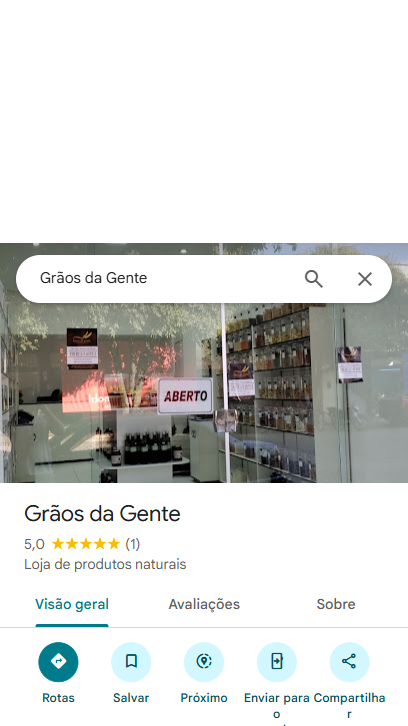 Grãos da Gente
ABERTO
Grãos da Gente
5,0 (1)
Loja de produtos naturais
Visão geral Avaliações Sobre
Rotas Salvar Próximo Enviar para o Compartilhar